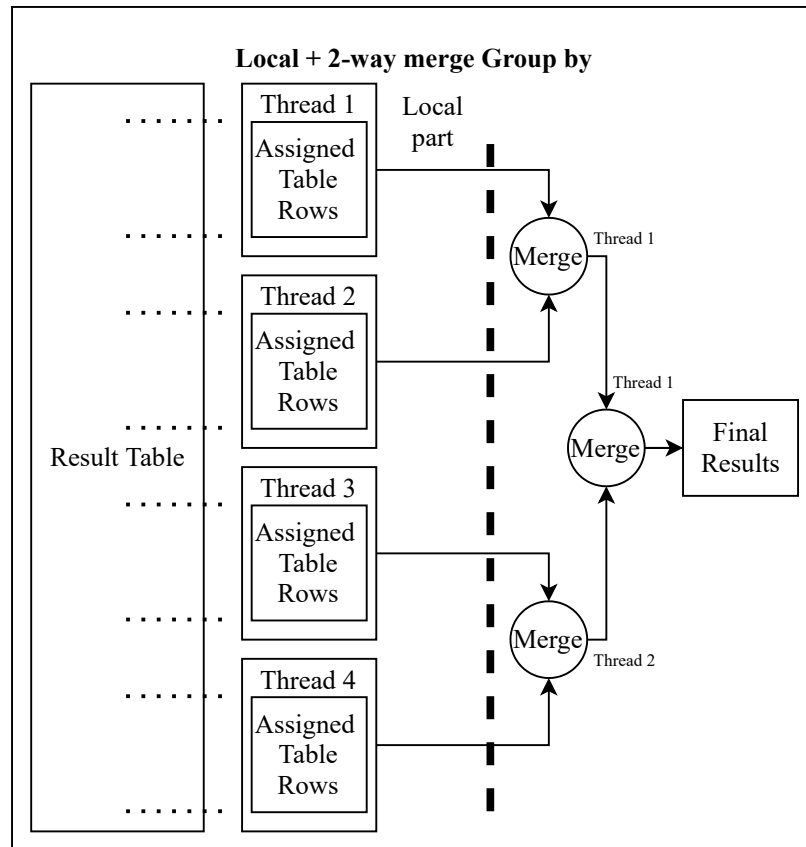 Local + 2-way merge Group by
Thread 1
Assigned
Table
Rows
Local
part
Merge
Thread 1
Thread 2
Assigned
Table
Rows
Result Table
Thread 1
Merge
Final
Results
Thread 3
Assigned
Table
Rows
Merge
Thread 2
Thread 4
Assigned
Table
Rows